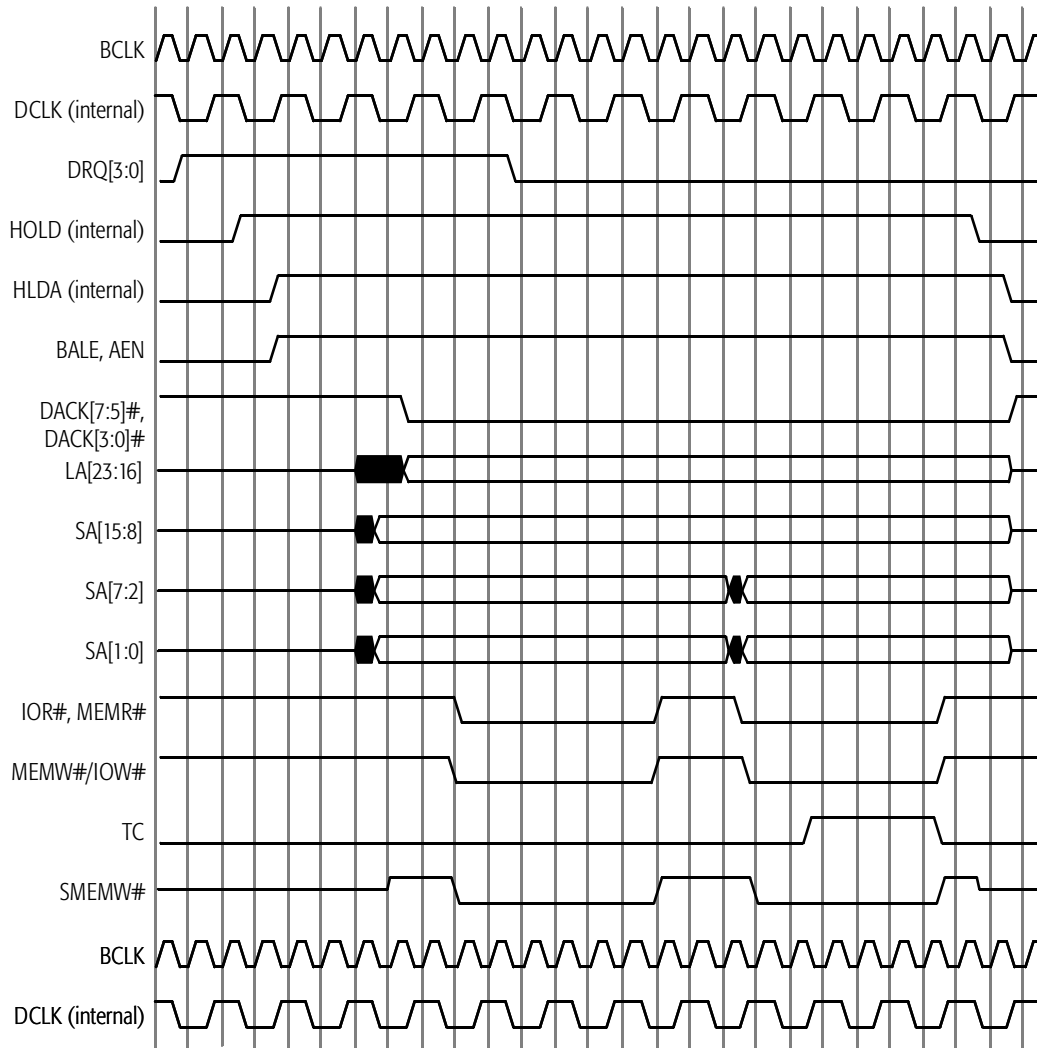 BCLK
DCLK (internal)
DRQ[3:0]
HOLD (internal)
HLDA (internal)
BALE, AEN
DACK[7:5]#,
DACK[3:0]#
LA[23:16]
SA[15:8]
SA[7:2]
SA[1:0]
IOR#, MEMR#
MEMW#/IOW#
TC
SMEMW#
BCLK
DCLK (internal)